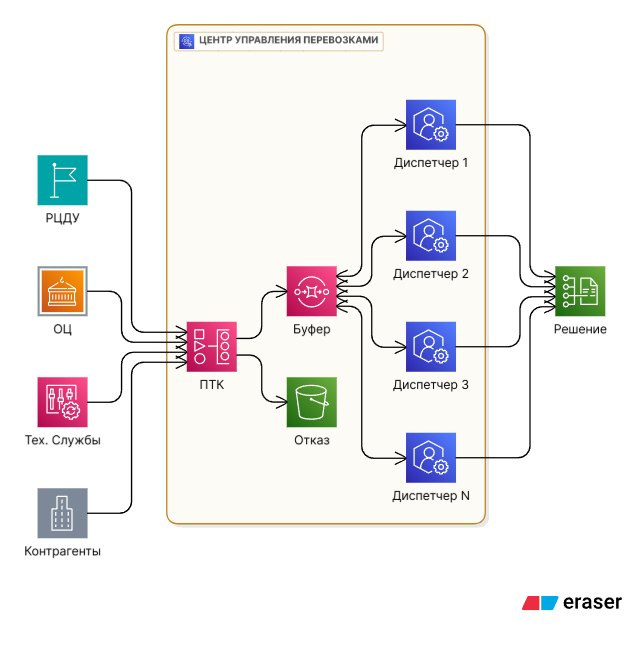 ЦЕНТР УПРАВЛЕНИЯ ПЕРЕВОЗКАМИ
Диспетчер 1
РЦДУ
Диспетчер 2
ОЦ
Буфер
Решение
ПТК
Диспетчер 3
Тех. Службы
Отказ
Диспетчер N
Контрагенты
eraser